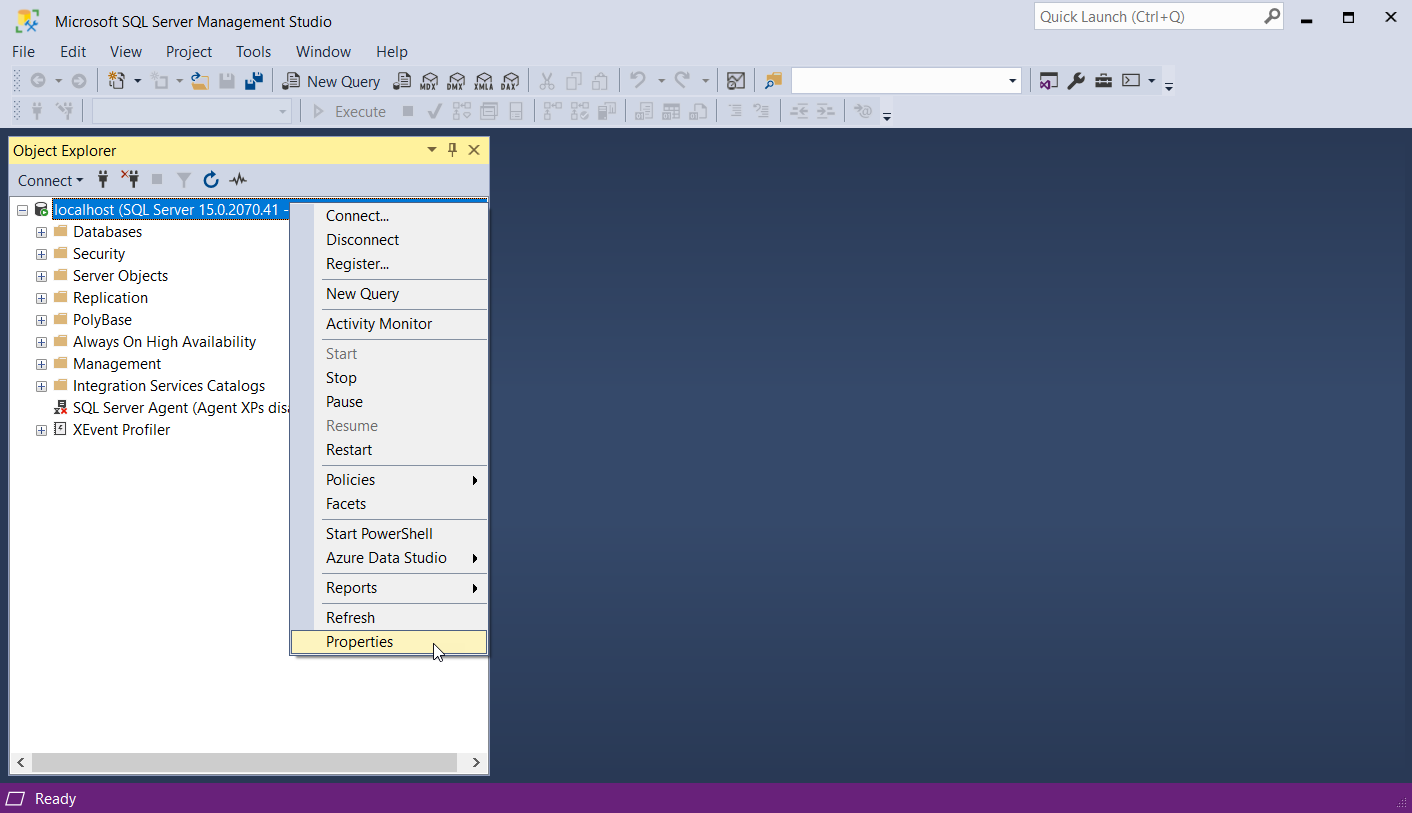 Microsoft SQL Server Management Studio
Quick Launch (Ctrl+Q)
File Edit View Project Tools Window Help
New Query MDX DMX XMLA DAX
Execute
Object Explorer
Connect
localhost (SQL Server 15.0.2070.41 -
Databases
Security
Server Objects
Replication
PolyBase
Always On High Availability
Management
Integration Services Catalogs
SQL Server Agent (Agent XPs disa
XEvent Profiler
Connect...
Disconnect
Register...
New Query
Activity Monitor
Start
Stop
Pause
Resume
Restart
Policies
Facets
Start PowerShell
Azure Data Studio
Reports
Refresh
Properties
Ready